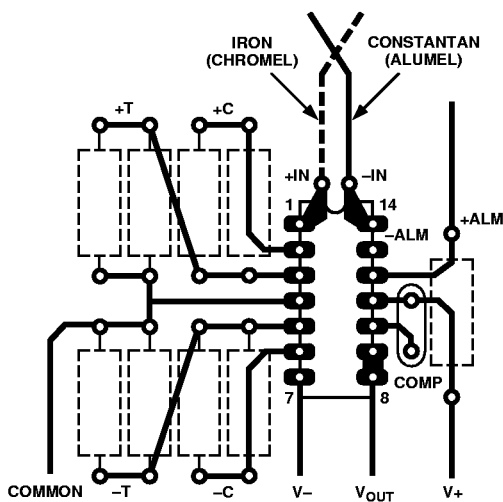 IRON
(CHROMEL)
CONSTANTAN
(ALUMEL)
+T
+C
+IN
–IN
1
14
+ALM
–ALM
COMP
7
8
COMMON
–T
–C
V–
VOUT
V+